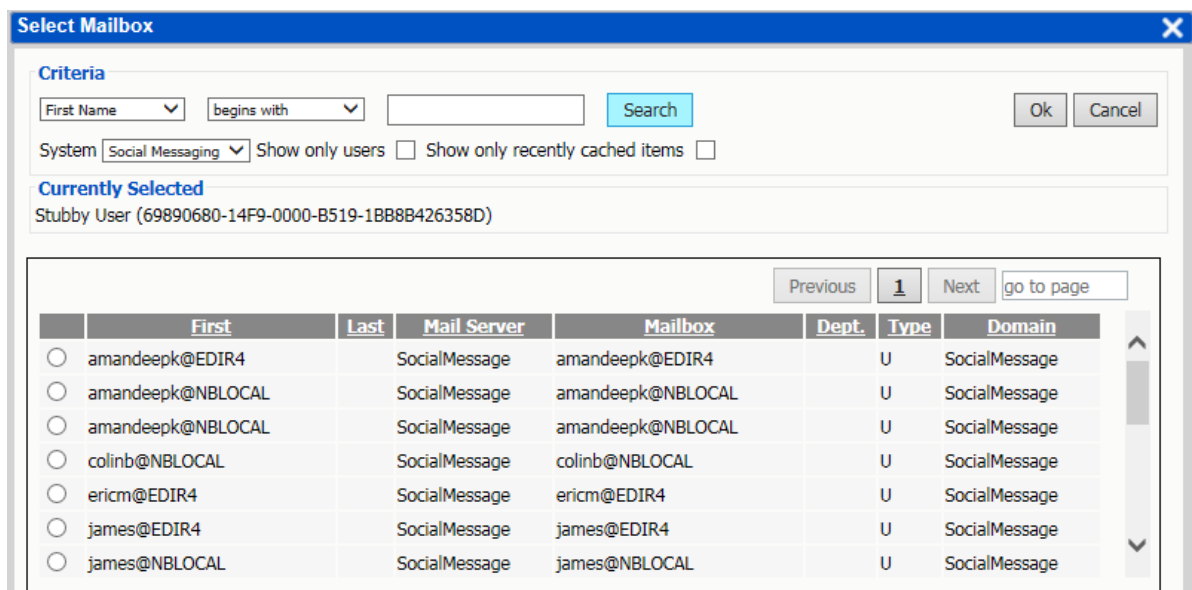 Select Mailbox
Criteria
First Name begins with Search Ok Cancel
System Social Messaging Show only users Show only recently cached items
Currently Selected
Stubby User (69890680-14F9-0000-B519-1BB8B426358D)
Previous 1 Next go to page
First Last Mail Server Mailbox Dept. Type Domain
amandeepk@EDIR4 SocialMessage amandeepk@EDIR4 U SocialMessage
amandeepk@NBLOCAL SocialMessage amandeepk@NBLOCAL U SocialMessage
amandeepk@NBLOCAL SocialMessage amandeepk@NBLOCAL U SocialMessage
colinb@NBLOCAL SocialMessage colinb@NBLOCAL U SocialMessage
ericm@EDIR4 SocialMessage ericm@EDIR4 U SocialMessage
james@EDIR4 SocialMessage james@EDIR4 U SocialMessage
james@NBLOCAL SocialMessage james@NBLOCAL U SocialMessage